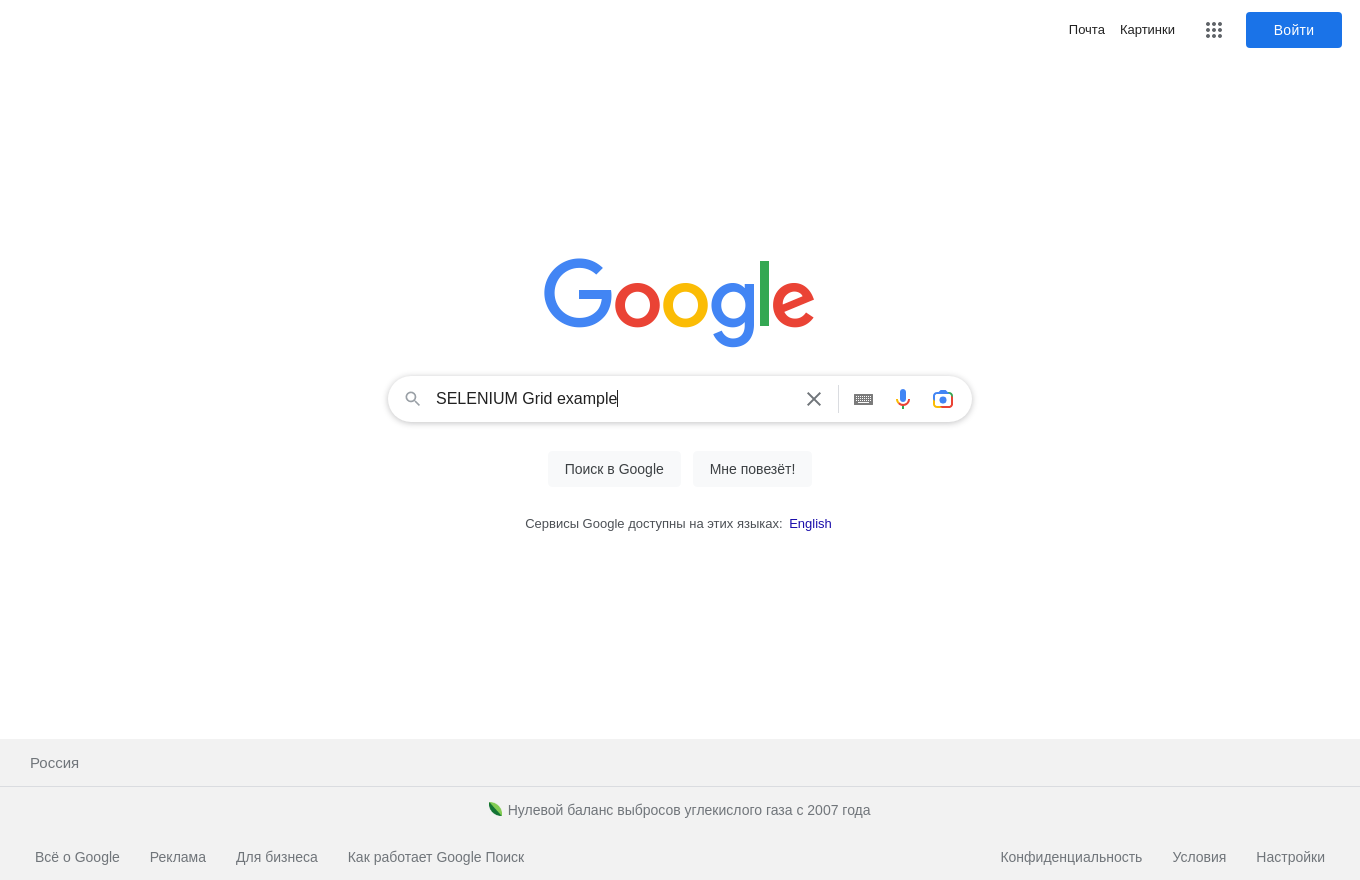 Почта Картинки Войти
Google
SELENIUM Grid example
Поиск в Google Мне повезёт!
Сервисы Google доступны на этих языках: English
Россия
Нулевой баланс выбросов углекислого газа с 2007 года
Всё о Google Реклама Для бизнеса Как работает Google Поиск Конфиденциальность Условия Настройки